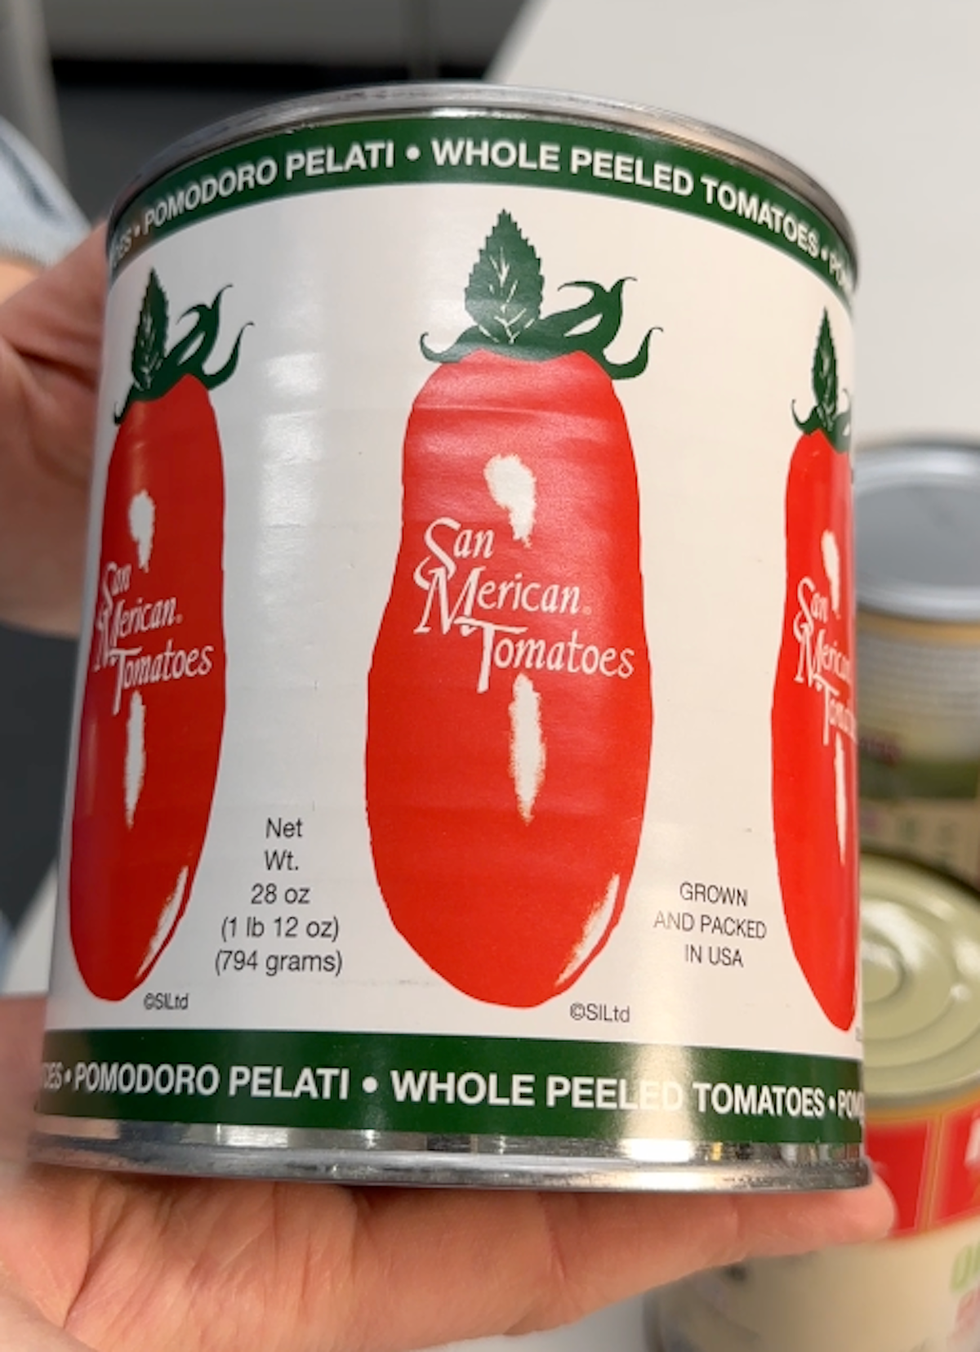 POMODORO PELATI • WHOLE PEELED TOMATOES •
San
Merican
Tomatoes
San
Merican
Tomatoes
San
Net
Wt.
28 oz
(1 lb 12 oz)
(794 grams)
GROWN
AND PACKED
IN USA
©SILtd
©SILtd
• POMODORO PELATI • WHOLE PEELED TOMATOES •